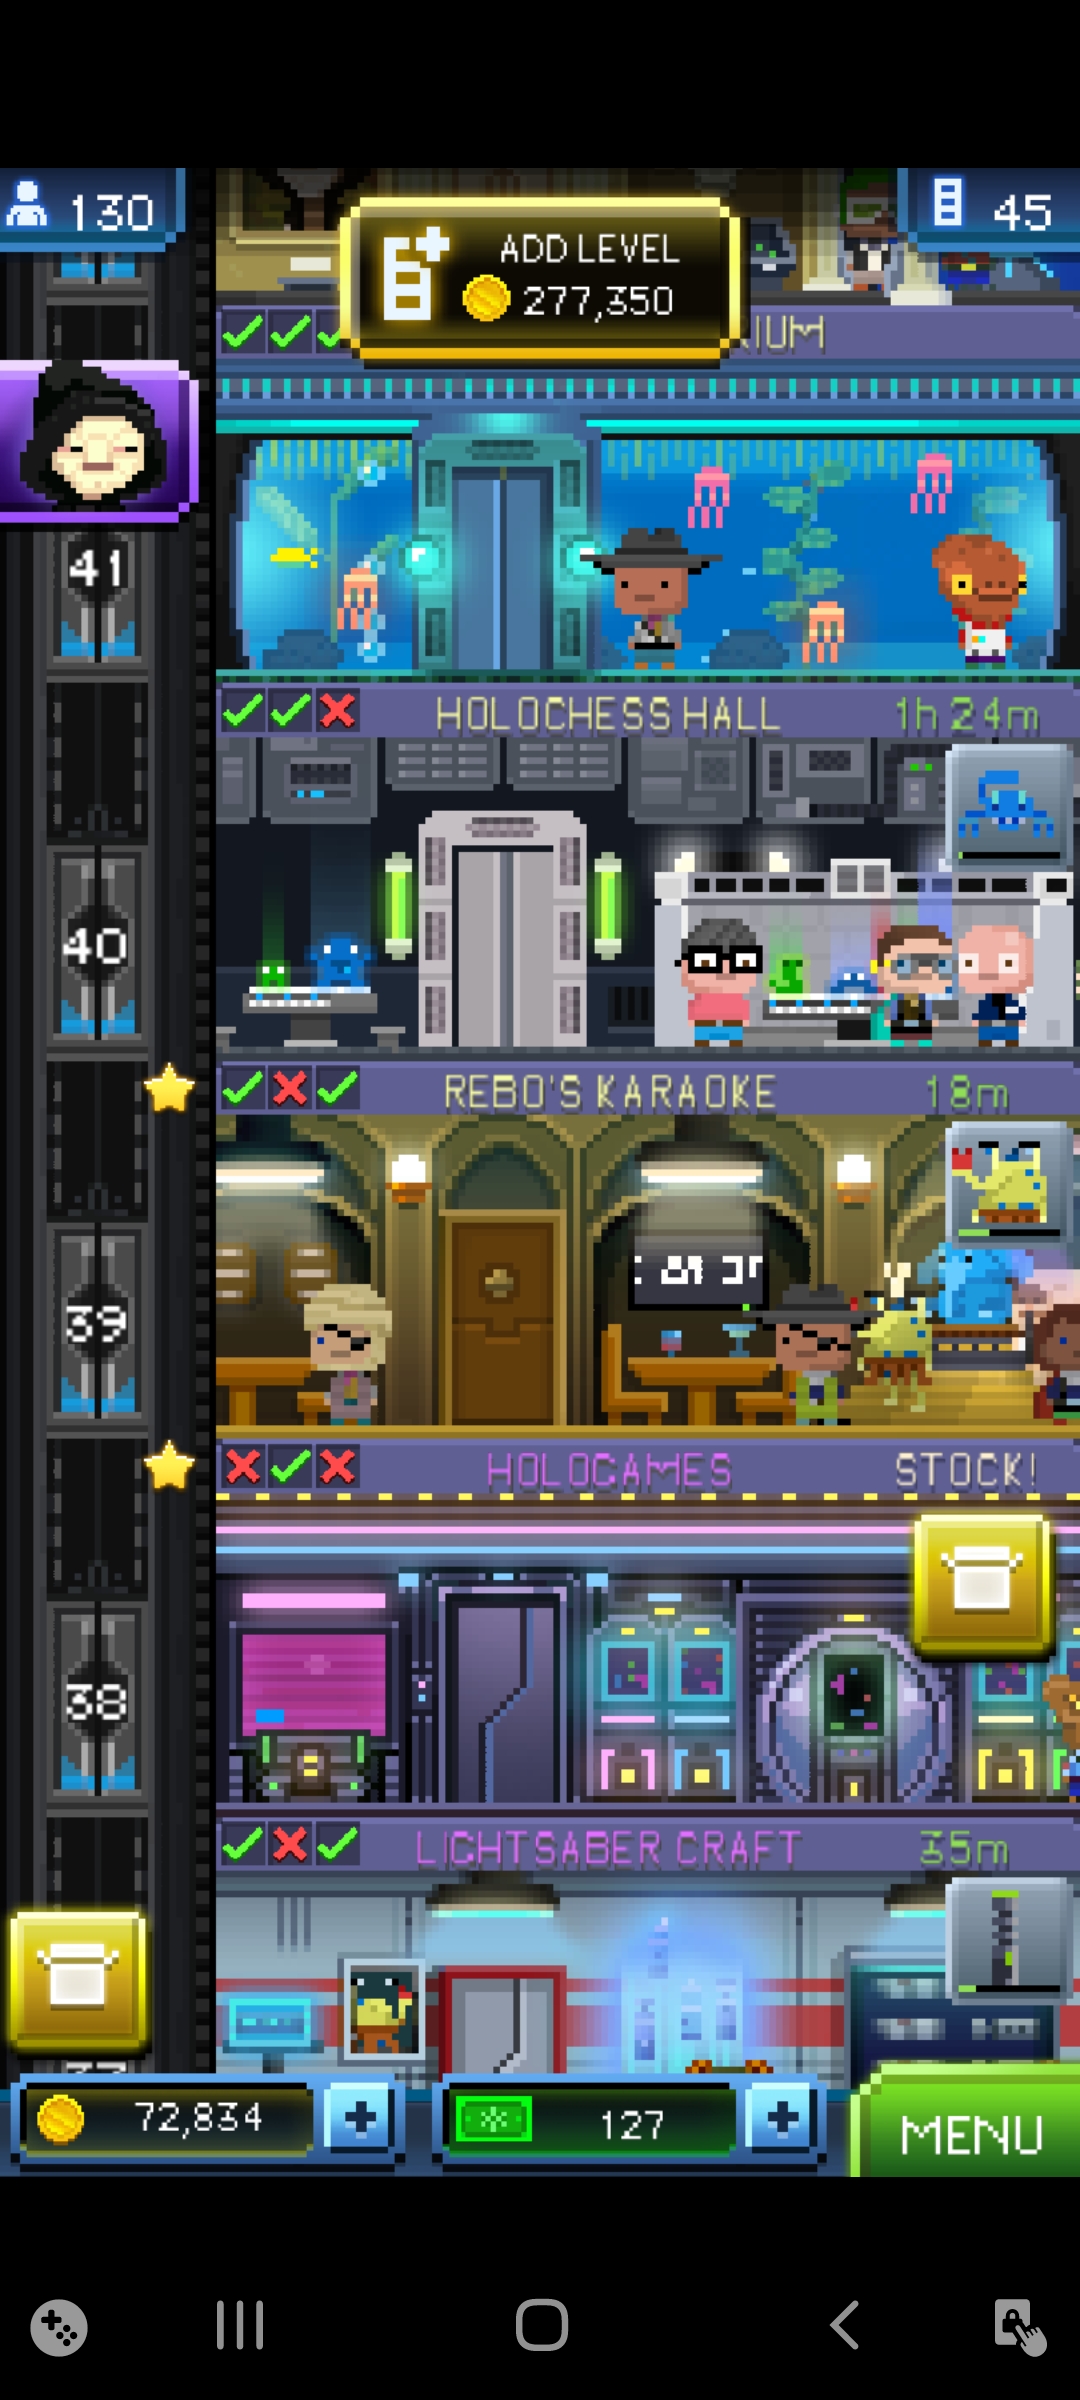 130
ADD LEVEL
277,350
45
IUM
41
HOLOCHESS HALL 1h 24m
40
REBO'S KARAOKE 18m
39
HOLOGAMES STOCK!
38
LIGHTSABER CRAFT 35m
72,834
127
MENU